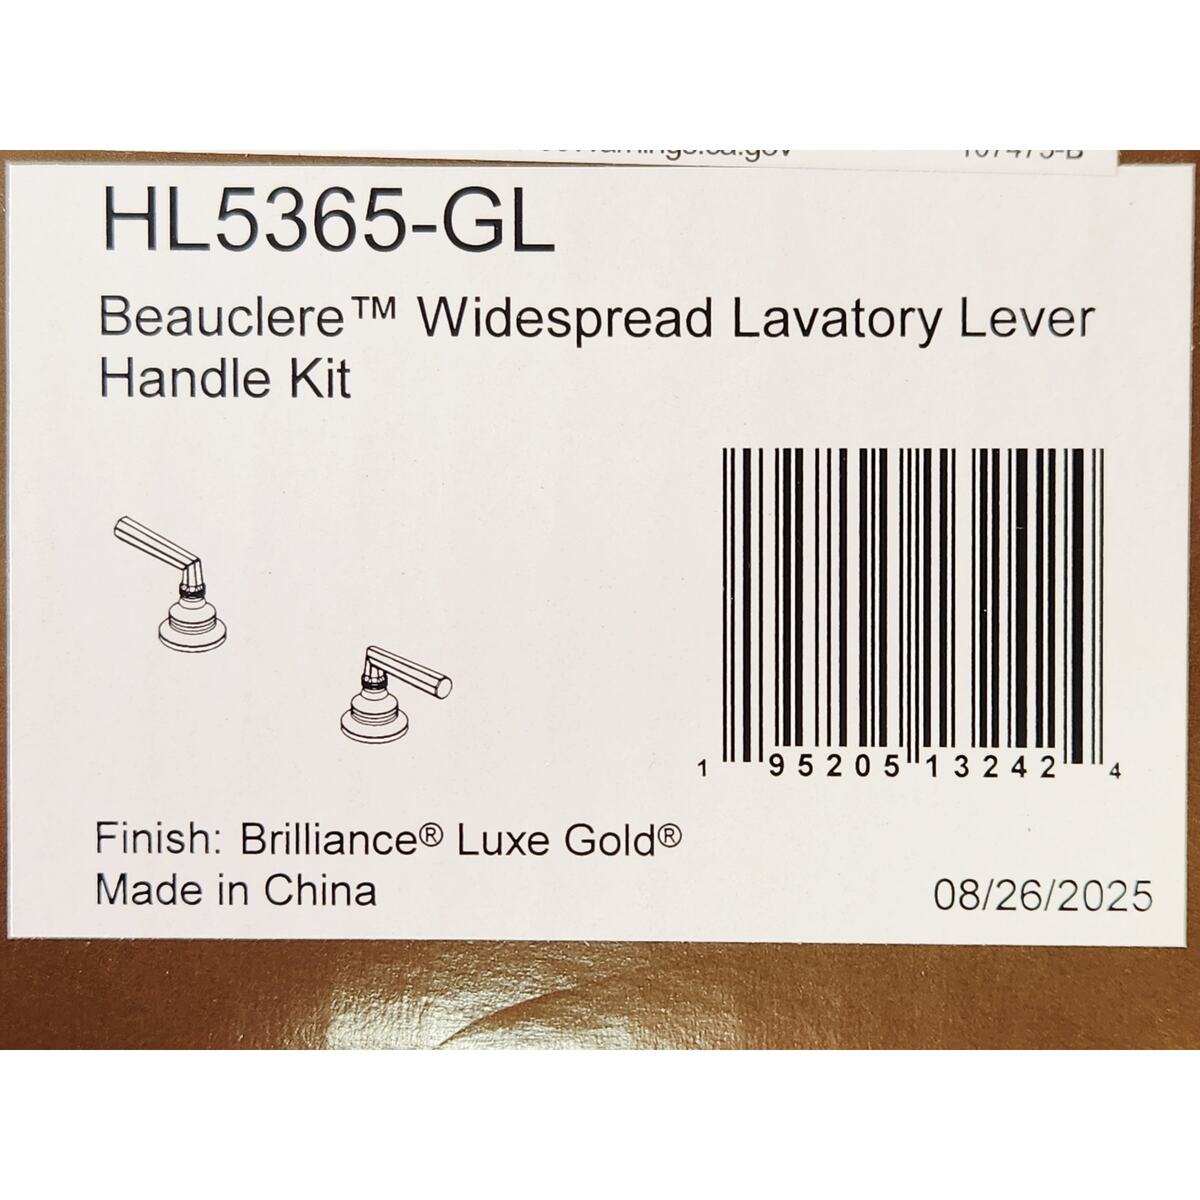 HL5365-GL
Beauclere™ Widespread Lavatory Lever
Handle Kit
1 95205 13242 4
Finish: Brilliance® Luxe Gold®
Made in China
08/26/2025